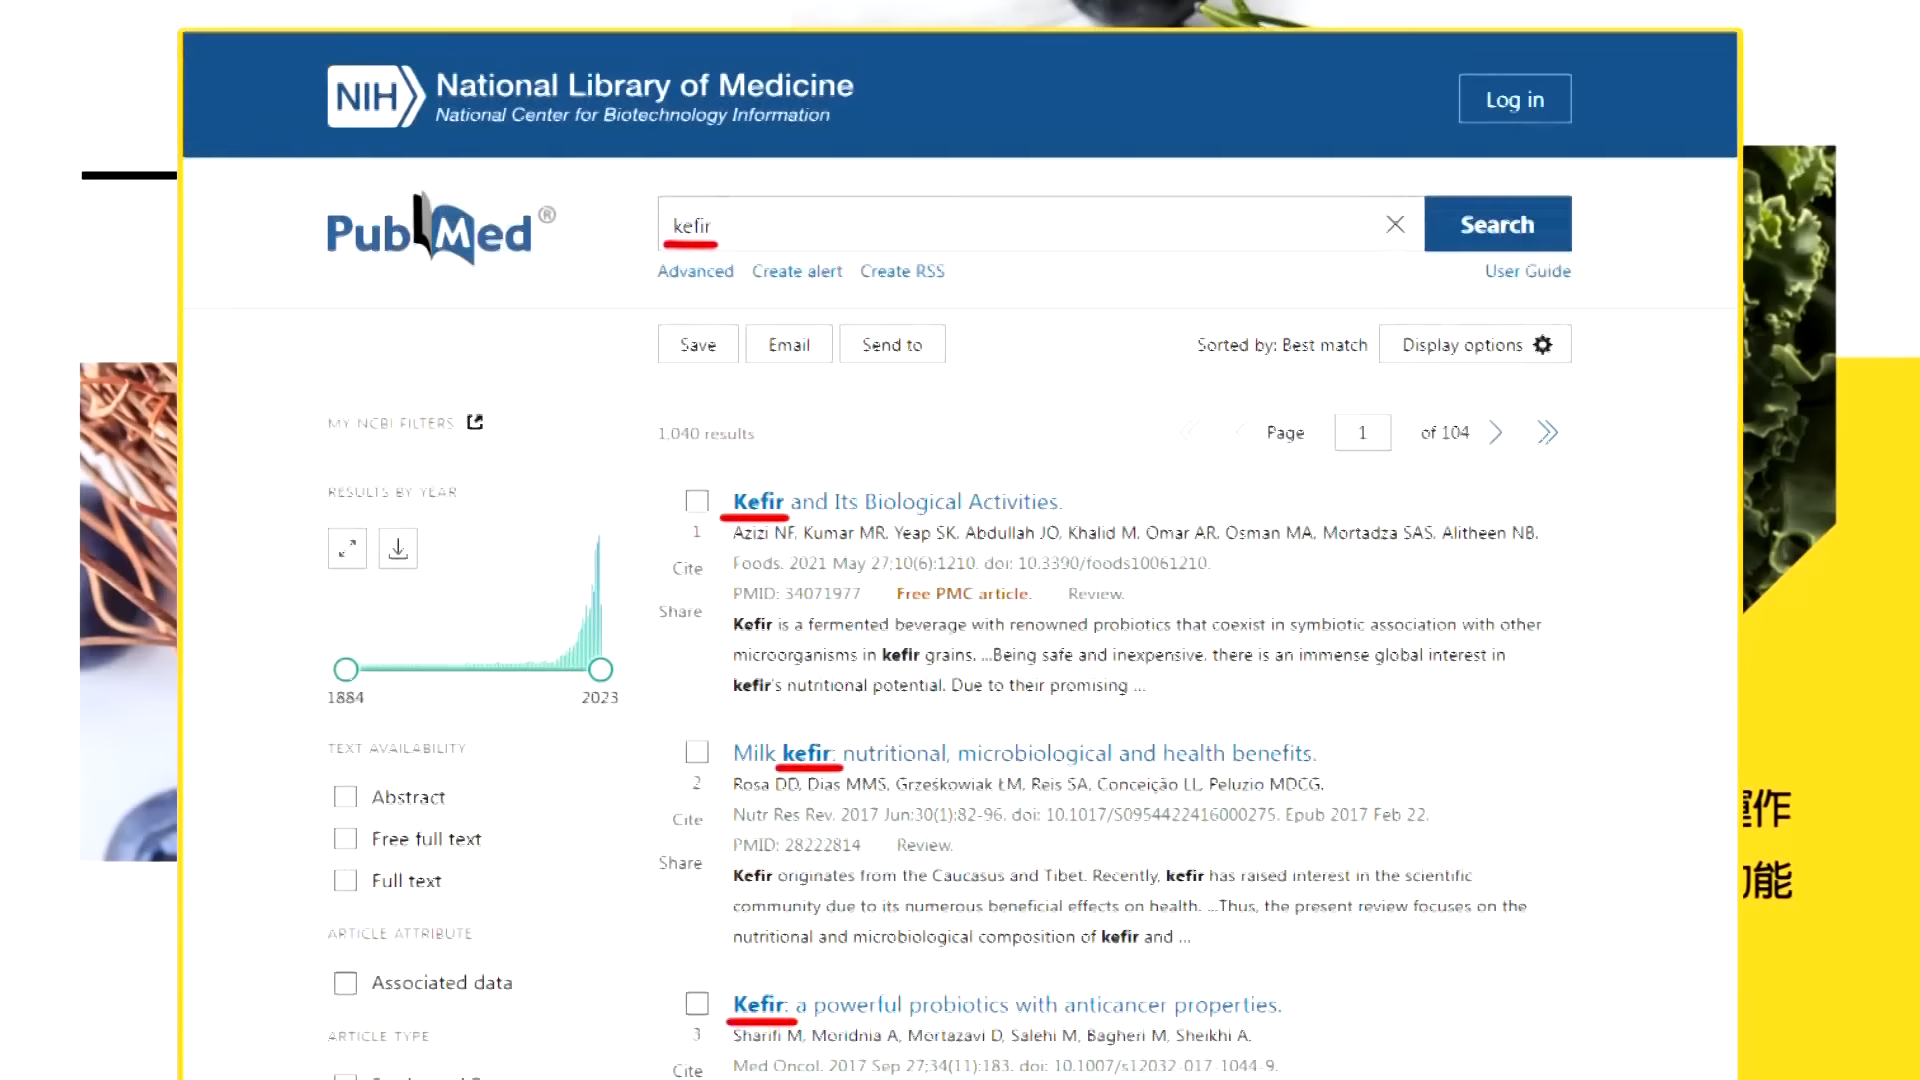 NIH National Library of Medicine
National Center for Biotechnology Information
Log in
PubMed®
kefir
Search
Advanced Create alert Create RSS
User Guide
Save Email Send to
Sorted by: Best match Display options
MY NCBI FILTERS
1,040 results
Page 1 of 104
RESULTS BY YEAR
1884 2023
TEXT AVAILABILITY
Abstract
Free full text
Full text
ARTICLE ATTRIBUTE
Associated data
ARTICLE TYPE
Kefir and Its Biological Activities.
1 Azizi NF, Kumar MR, Yeap SK, Abdullah JO, Khalid M, Omar AR, Osman MA, Mortadza SAS, Alitheen NB.
Cite Foods. 2021 May 27;10(6):1210. doi: 10.3390/foods10061210.
PMID: 34071977 Free PMC article. Review.
Share
Kefir is a fermented beverage with renowned probiotics that coexist in symbiotic association with other
microorganisms in kefir grains. ...Being safe and inexpensive, there is an immense global interest in
kefir's nutritional potential. Due to their promising ...
Milk kefir: nutritional, microbiological and health benefits.
2 Rosa DD, Dias MMS, Grześkowiak ŁM, Reis SA, Conceição LL, Peluzio MDCG.
Cite Nutr Res Rev. 2017 Jun;30(1):82-96. doi: 10.1017/S0954422416000275. Epub 2017 Feb 22.
PMID: 28222814 Review.
Share
Kefir originates from the Caucasus and Tibet. Recently, kefir has raised interest in the scientific
community due to its numerous beneficial effects on health. ...Thus, the present review focuses on the
nutritional and microbiological composition of kefir and ...
Kefir: a powerful probiotics with anticancer properties.
3 Sharifi M, Moridnia A, Mortazavi D, Salehi M, Bagheri M, Sheikhi A.
Cite Med Oncol. 2017 Sep 27;34(11):183. doi: 10.1007/s12032-017-1044-9.
作
能